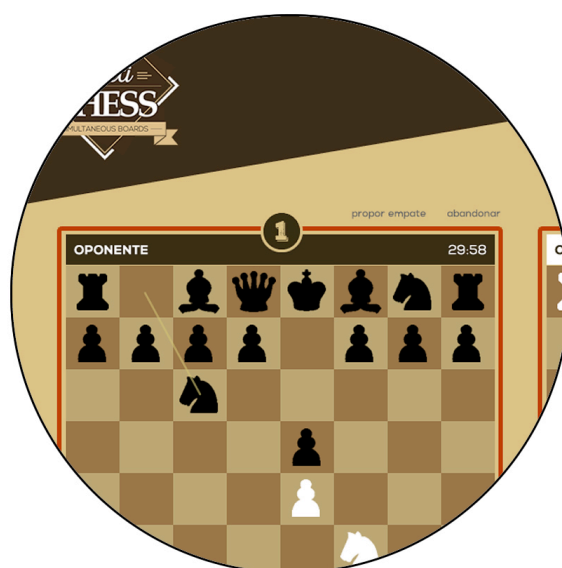 HESS
MULTANEOUS BOARDS
propor empate abandonar
1
OPONENTE 29:58